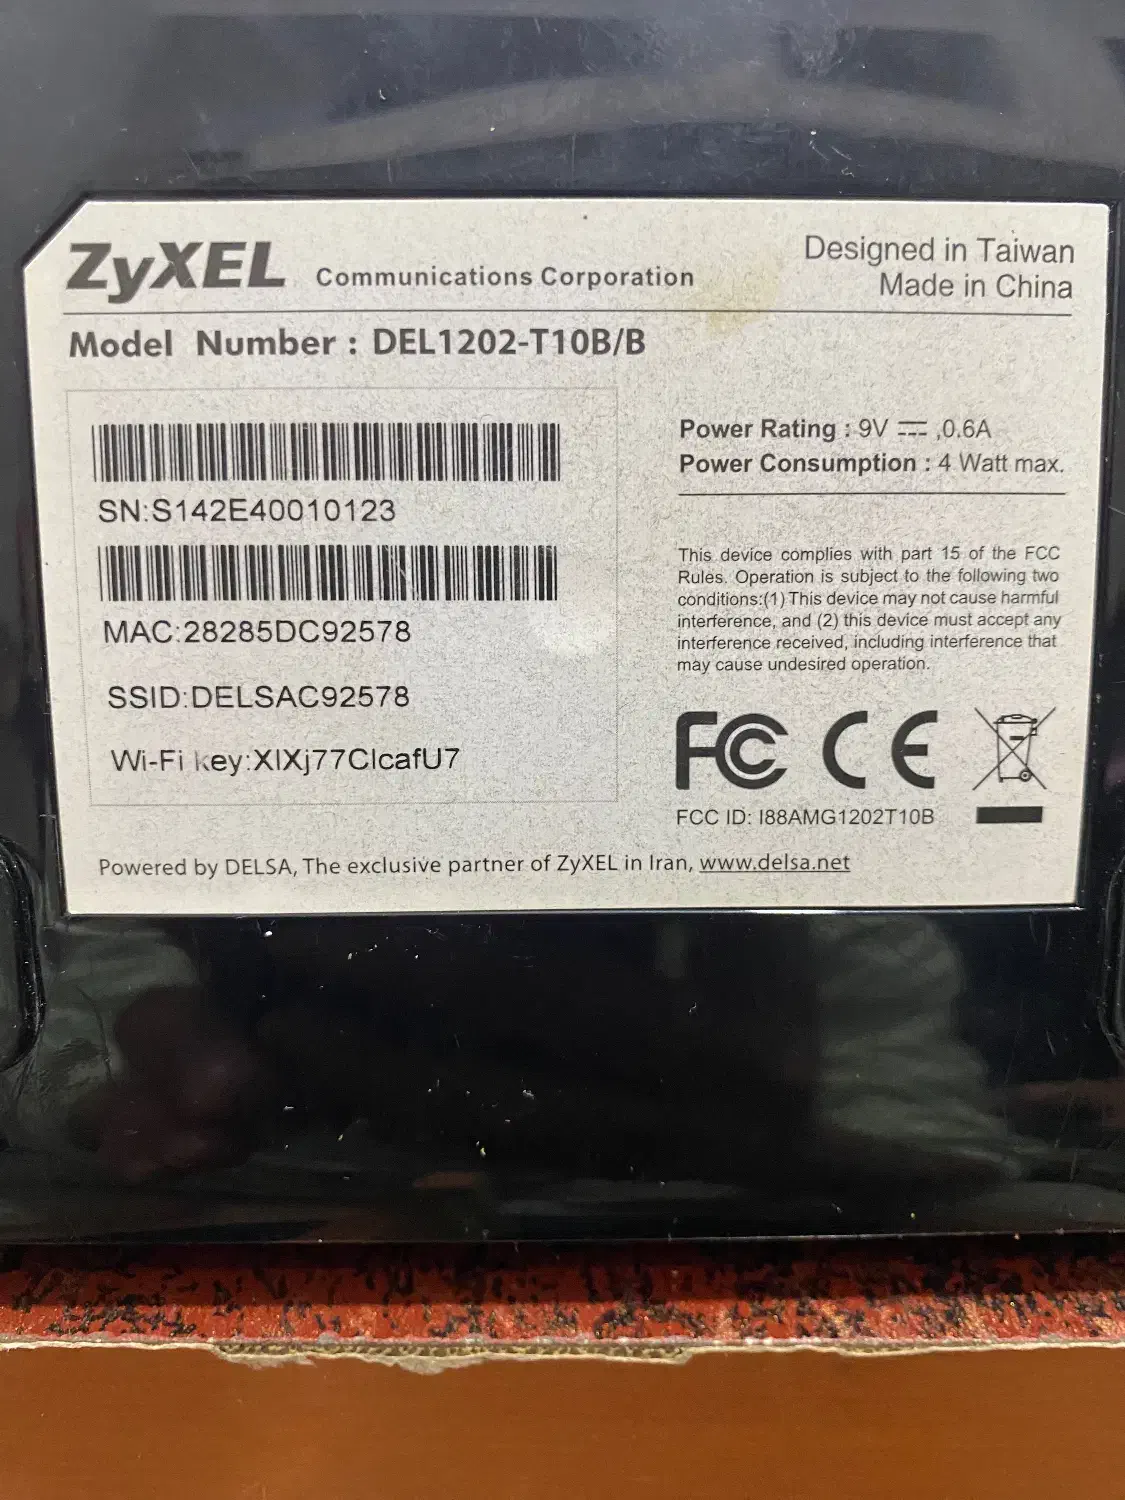 ZyXEL Communications Corporation
Designed in Taiwan
Made in China
Model Number : DEL1202-T10B/B
SN:S142E40010123
MAC:28285DC92578
SSID:DELSAC92578
Wi-Fi key:XIXj77ClcafU7
Power Rating : 9V ⎓ ,0.6A
Power Consumption : 4 Watt max.
This device complies with part 15 of the FCC
Rules. Operation is subject to the following two
conditions:(1) This device may not cause harmful
interference, and (2) this device must accept any
interference received, including interference that
may cause undesired operation.
FC CE
FCC ID: I88AMG1202T10B
Powered by DELSA, The exclusive partner of ZyXEL in Iran, www.delsa.net